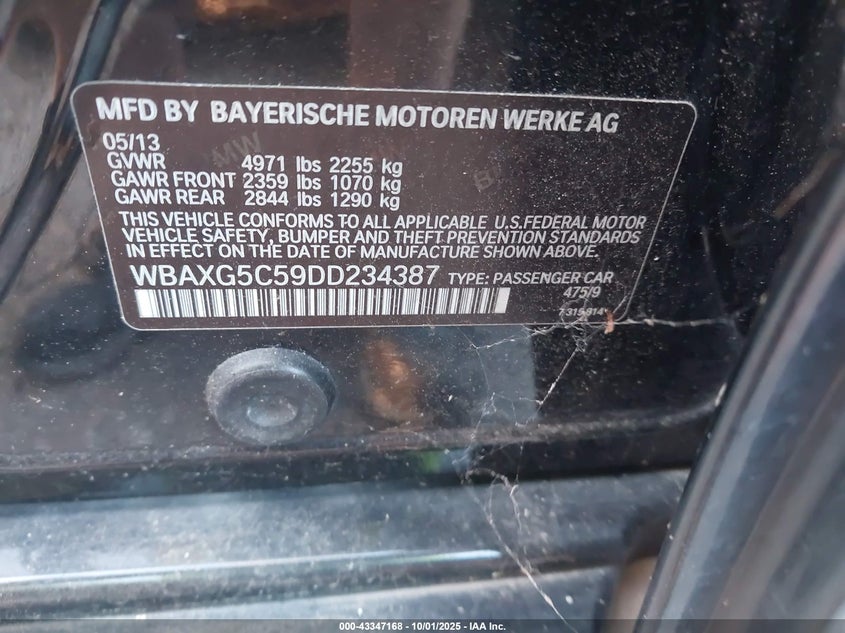 MFD BY BAYERISCHE MOTOREN WERKE AG
05/13
GVWR 4971 lbs 2255 kg
GAWR FRONT 2359 lbs 1070 kg
GAWR REAR 2844 lbs 1290 kg
THIS VEHICLE CONFORMS TO ALL APPLICABLE U.S.FEDERAL MOTOR
VEHICLE SAFETY, BUMPER AND THEFT PREVENTION STANDARDS
IN EFFECT ON THE DATE OF MANUFACTURE SHOWN ABOVE.
WBAXG5C59DD234387 TYPE: PASSENGER CAR
475/9
7 315 814
000-43347168 - 10/01/2025 - IAA Inc.